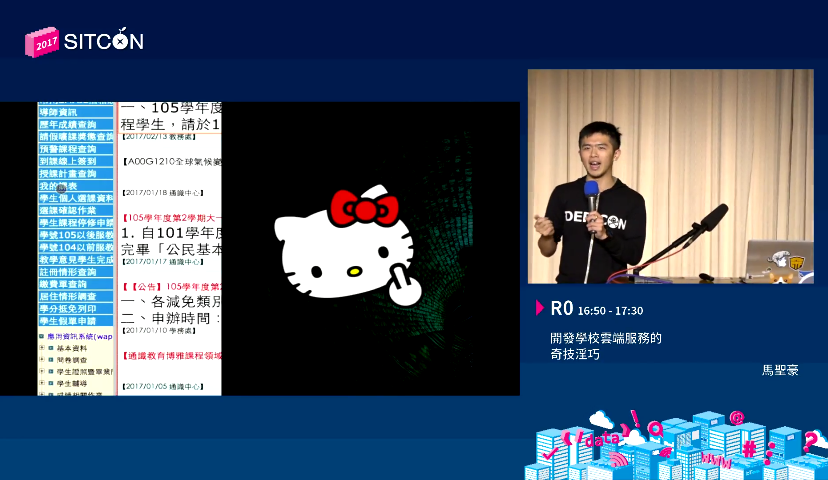 2017 SITCON
導師資訊
歷年成績查詢
請假曠課獎懲查詢
預警課程查詢
到課線上簽到
授課計畫查詢
我的課表
學生個人選課資料
選課確認作業
學生課程停修申請
學號105以後服教
學號104以前服教
教學意見學生完成
註冊情形查詢
繳費單查詢
居住情形調查
學分抵免列印
學生假單申請
應用資訊系統(wap
基本資料
問卷調查
學生證照暨畢業門
學生輔導
一、105學年度
程學生，請於1
【2017/02/13 教務處】
【A00G1210全球氣候變
【2017/01/18 通識中心】
【105學年度第2學期大一
1. 自101學年度
完畢「公民基本
【2017/01/17 通識中心】
【【公告】105學年度第2
一、各減免類別
二、申辦時間：
【2017/01/10 學務處】
【通識教育博雅課程領域
【2017/01/05 通識中心】
R0 16:50 - 17:30
開發學校雲端服務的
奇技淫巧
馬聖豪
data
www